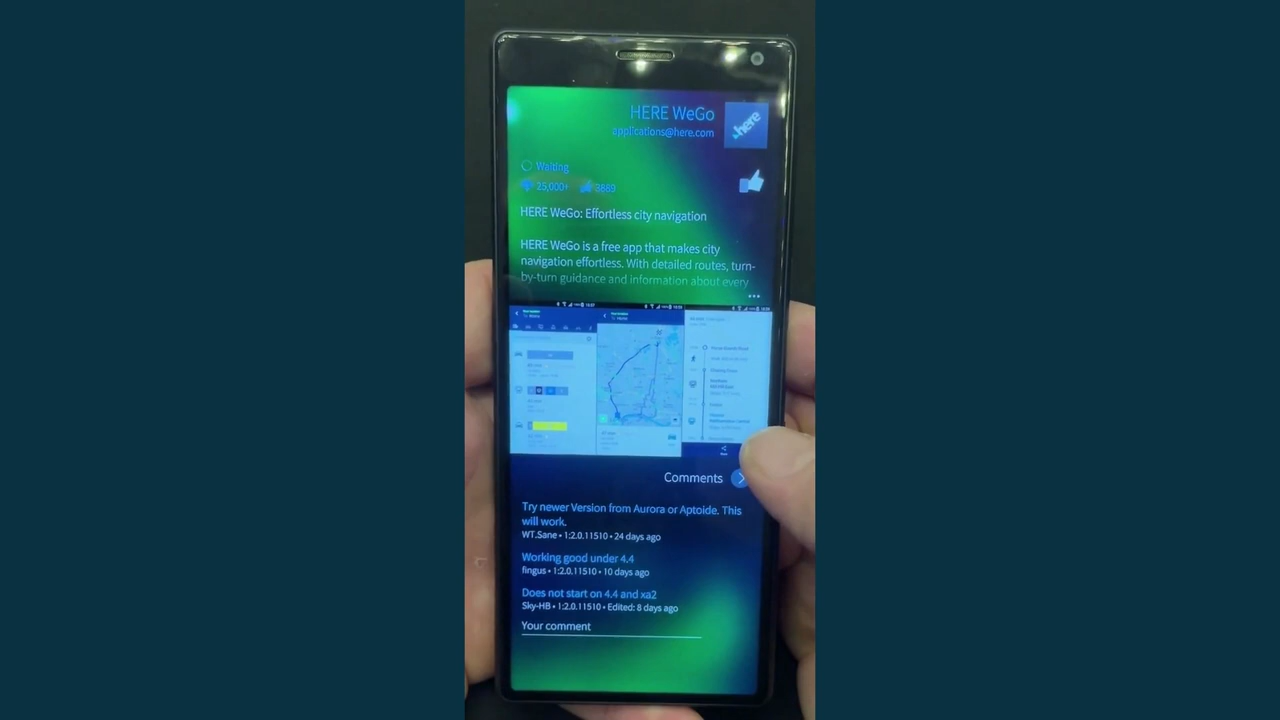 HERE WeGo
applications@here.com
here
Waiting
25,000+ 3880
HERE WeGo: Effortless city navigation
HERE WeGo is a free app that makes city
navigation effortless. With detailed routes, turn-
by-turn guidance and information about every
Comments
Try newer Version from Aurora or Aptoide. This
will work.
WT.Sane • 1:2.0.11510 • 24 days ago
Working good under 4.4
fingus • 1:2.0.11510 • 10 days ago
Does not start on 4.4 and xa2
Sky-HB • 1:2.0.11510 • Edited: 8 days ago
Your comment